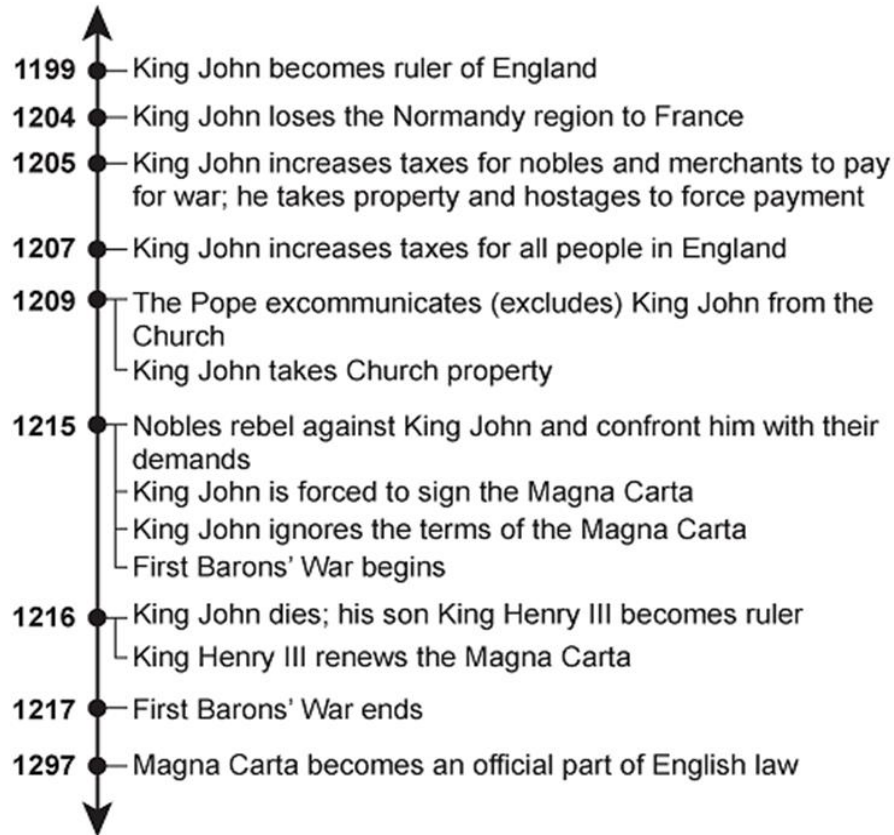 1199 King John becomes ruler of England
1204 King John loses the Normandy region to France
1205 King John increases taxes for nobles and merchants to pay
for war; he takes property and hostages to force payment
1207 King John increases taxes for all people in England
1209 The Pope excommunicates (excludes) King John from the
Church
King John takes Church property
1215 Nobles rebel against King John and confront him with their
demands
King John is forced to sign the Magna Carta
King John ignores the terms of the Magna Carta
First Barons' War begins
1216 King John dies; his son King Henry III becomes ruler
King Henry III renews the Magna Carta
1217 First Barons' War ends
1297 Magna Carta becomes an official part of English law